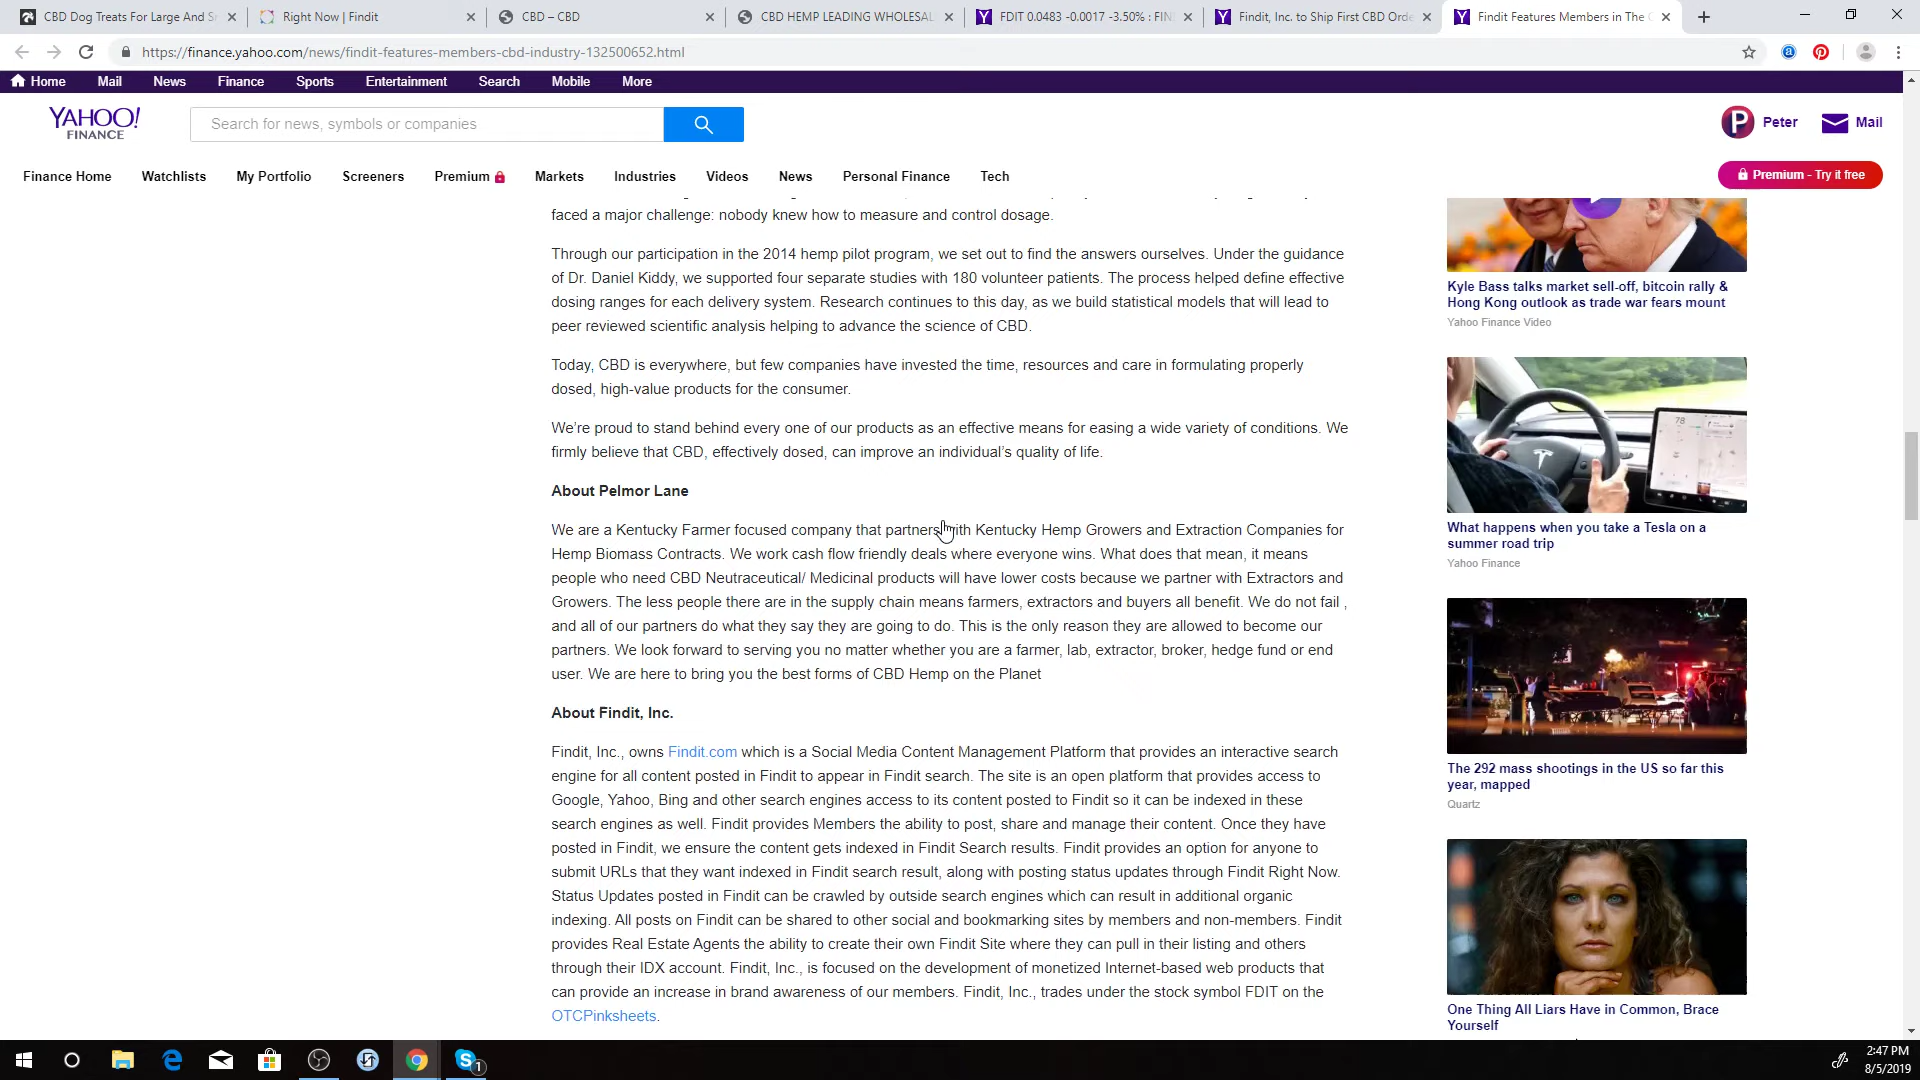 CBD Dog Treats For Large And S
Right Now | Findit
CBD – CBD
CBD HEMP LEADING WHOLESAL
FDIT 0.0483 -0.0017 -3.50% : FIN
Findit, Inc. to Ship First CBD Orde
Findit Features Members in The C
https://finance.yahoo.com/news/findit-features-members-cbd-industry-132500652.html
Home Mail News Finance Sports Entertainment Search Mobile More
YAHOO!
FINANCE
Search for news, symbols or companies
Peter
Mail
Finance Home Watchlists My Portfolio Screeners Premium Markets Industries Videos News Personal Finance Tech
Premium - Try it free
faced a major challenge: nobody knew how to measure and control dosage.
Through our participation in the 2014 hemp pilot program, we set out to find the answers ourselves. Under the guidance
of Dr. Daniel Kiddy, we supported four separate studies with 180 volunteer patients. The process helped define effective
dosing ranges for each delivery system. Research continues to this day, as we build statistical models that will lead to
peer reviewed scientific analysis helping to advance the science of CBD.
Today, CBD is everywhere, but few companies have invested the time, resources and care in formulating properly
dosed, high-value products for the consumer.
We're proud to stand behind every one of our products as an effective means for easing a wide variety of conditions. We
firmly believe that CBD, effectively dosed, can improve an individual's quality of life.
About Pelmor Lane
We are a Kentucky Farmer focused company that partners with Kentucky Hemp Growers and Extraction Companies for
Hemp Biomass Contracts. We work cash flow friendly deals where everyone wins. What does that mean, it means
people who need CBD Neutraceutical/ Medicinal products will have lower costs because we partner with Extractors and
Growers. The less people there are in the supply chain means farmers, extractors and buyers all benefit. We do not fail ,
and all of our partners do what they say they are going to do. This is the only reason they are allowed to become our
partners. We look forward to serving you no matter whether you are a farmer, lab, extractor, broker, hedge fund or end
user. We are here to bring you the best forms of CBD Hemp on the Planet
About Findit, Inc.
Findit, Inc., owns Findit.com which is a Social Media Content Management Platform that provides an interactive search
engine for all content posted in Findit to appear in Findit search. The site is an open platform that provides access to
Google, Yahoo, Bing and other search engines access to its content posted to Findit so it can be indexed in these
search engines as well. Findit provides Members the ability to post, share and manage their content. Once they have
posted in Findit, we ensure the content gets indexed in Findit Search results. Findit provides an option for anyone to
submit URLs that they want indexed in Findit search result, along with posting status updates through Findit Right Now.
Status Updates posted in Findit can be crawled by outside search engines which can result in additional organic
indexing. All posts on Findit can be shared to other social and bookmarking sites by members and non-members. Findit
provides Real Estate Agents the ability to create their own Findit Site where they can pull in their listing and others
through their IDX account. Findit, Inc., is focused on the development of monetized Internet-based web products that
can provide an increase in brand awareness of our members. Findit, Inc., trades under the stock symbol FDIT on the
OTCPinksheets.
Kyle Bass talks market sell-off, bitcoin rally &
Hong Kong outlook as trade war fears mount
Yahoo Finance Video
What happens when you take a Tesla on a
summer road trip
Yahoo Finance
The 292 mass shootings in the US so far this
year, mapped
Quartz
One Thing All Liars Have in Common, Brace
Yourself
2:47 PM
8/5/2019